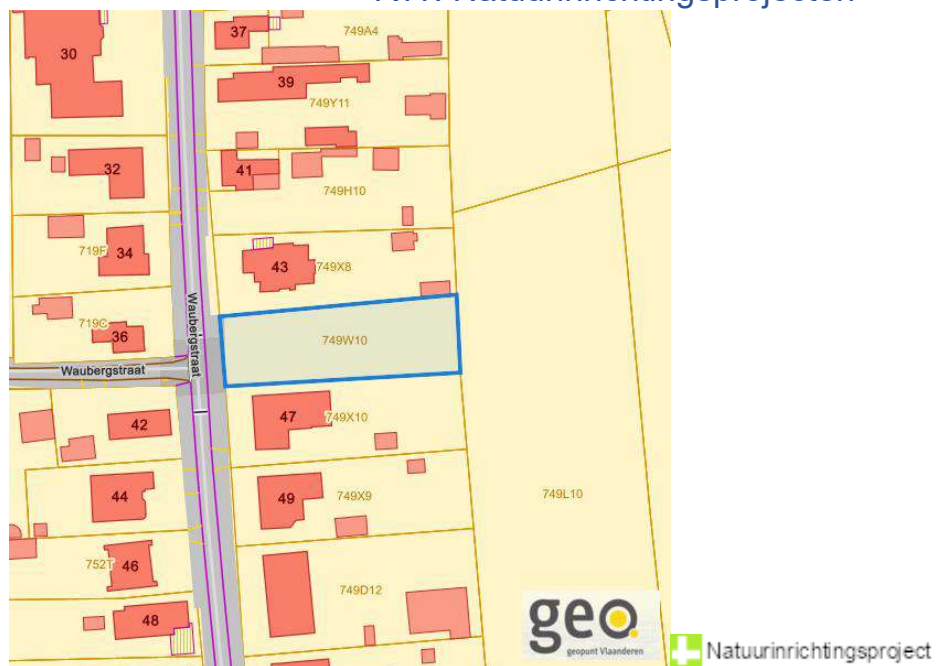 Natuurinrichtingsprojecten
37
749A4
30
39
749Y11
32
41
749H10
719F
34
43
749X8
719C
36
Waubergstraat
749W10
Waubergstraat
42
47
749X10
44
49
749X9
749L10
752T
46
749D12
48
geo.
geopunt Vlaanderen
Natuurinrichtingsproject